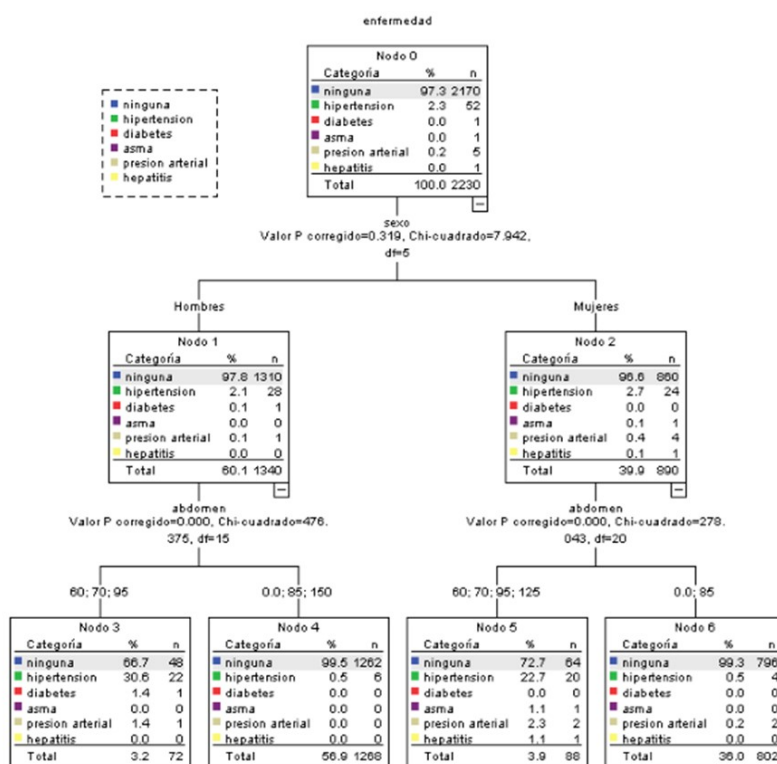 enfermedad
Nodo 0
Categoría % n
ninguna 97.3 2170
hipertension 2.3 52
diabetes 0.0 1
asma 0.0 1
presion arterial 0.2 5
hepatitis 0.0 1
Total 100.0 2230
ninguna
hipertension
diabetes
asma
presion arterial
hepatitis
sexo
Valor P corregido=0.319, Chi-cuadrado=7.942,
df=5
Hombres
Mujeres
Nodo 1
Categoría % n
ninguna 97.8 1310
hipertension 2.1 28
diabetes 0.1 1
asma 0.0 0
presion arterial 0.1 1
hepatitis 0.0 0
Total 60.1 1340
Nodo 2
Categoría % n
ninguna 96.6 860
hipertension 2.7 24
diabetes 0.0 0
asma 0.1 1
presion arterial 0.4 4
hepatitis 0.1 1
Total 39.9 890
abdomen
Valor P corregido=0.000, Chi-cuadrado=476.
375, df=15
abdomen
Valor P corregido=0.000, Chi-cuadrado=278.
043, df=20
60; 70; 95
0.0; 85; 150
60; 70; 95; 125
0.0; 85
Nodo 3
Categoría % n
ninguna 66.7 48
hipertension 30.6 22
diabetes 1.4 1
asma 0.0 0
presion arterial 1.4 1
hepatitis 0.0 0
Total 3.2 72
Nodo 4
Categoría % n
ninguna 99.5 1262
hipertension 0.5 6
diabetes 0.0 0
asma 0.0 0
presion arterial 0.0 0
hepatitis 0.0 0
Total 56.9 1268
Nodo 5
Categoría % n
ninguna 72.7 64
hipertension 22.7 20
diabetes 0.0 0
asma 1.1 1
presion arterial 2.3 2
hepatitis 1.1 1
Total 3.9 88
Nodo 6
Categoría % n
ninguna 99.3 796
hipertension 0.5 4
diabetes 0.0 0
asma 0.0 0
presion arterial 0.2 2
hepatitis 0.0 0
Total 36.0 802